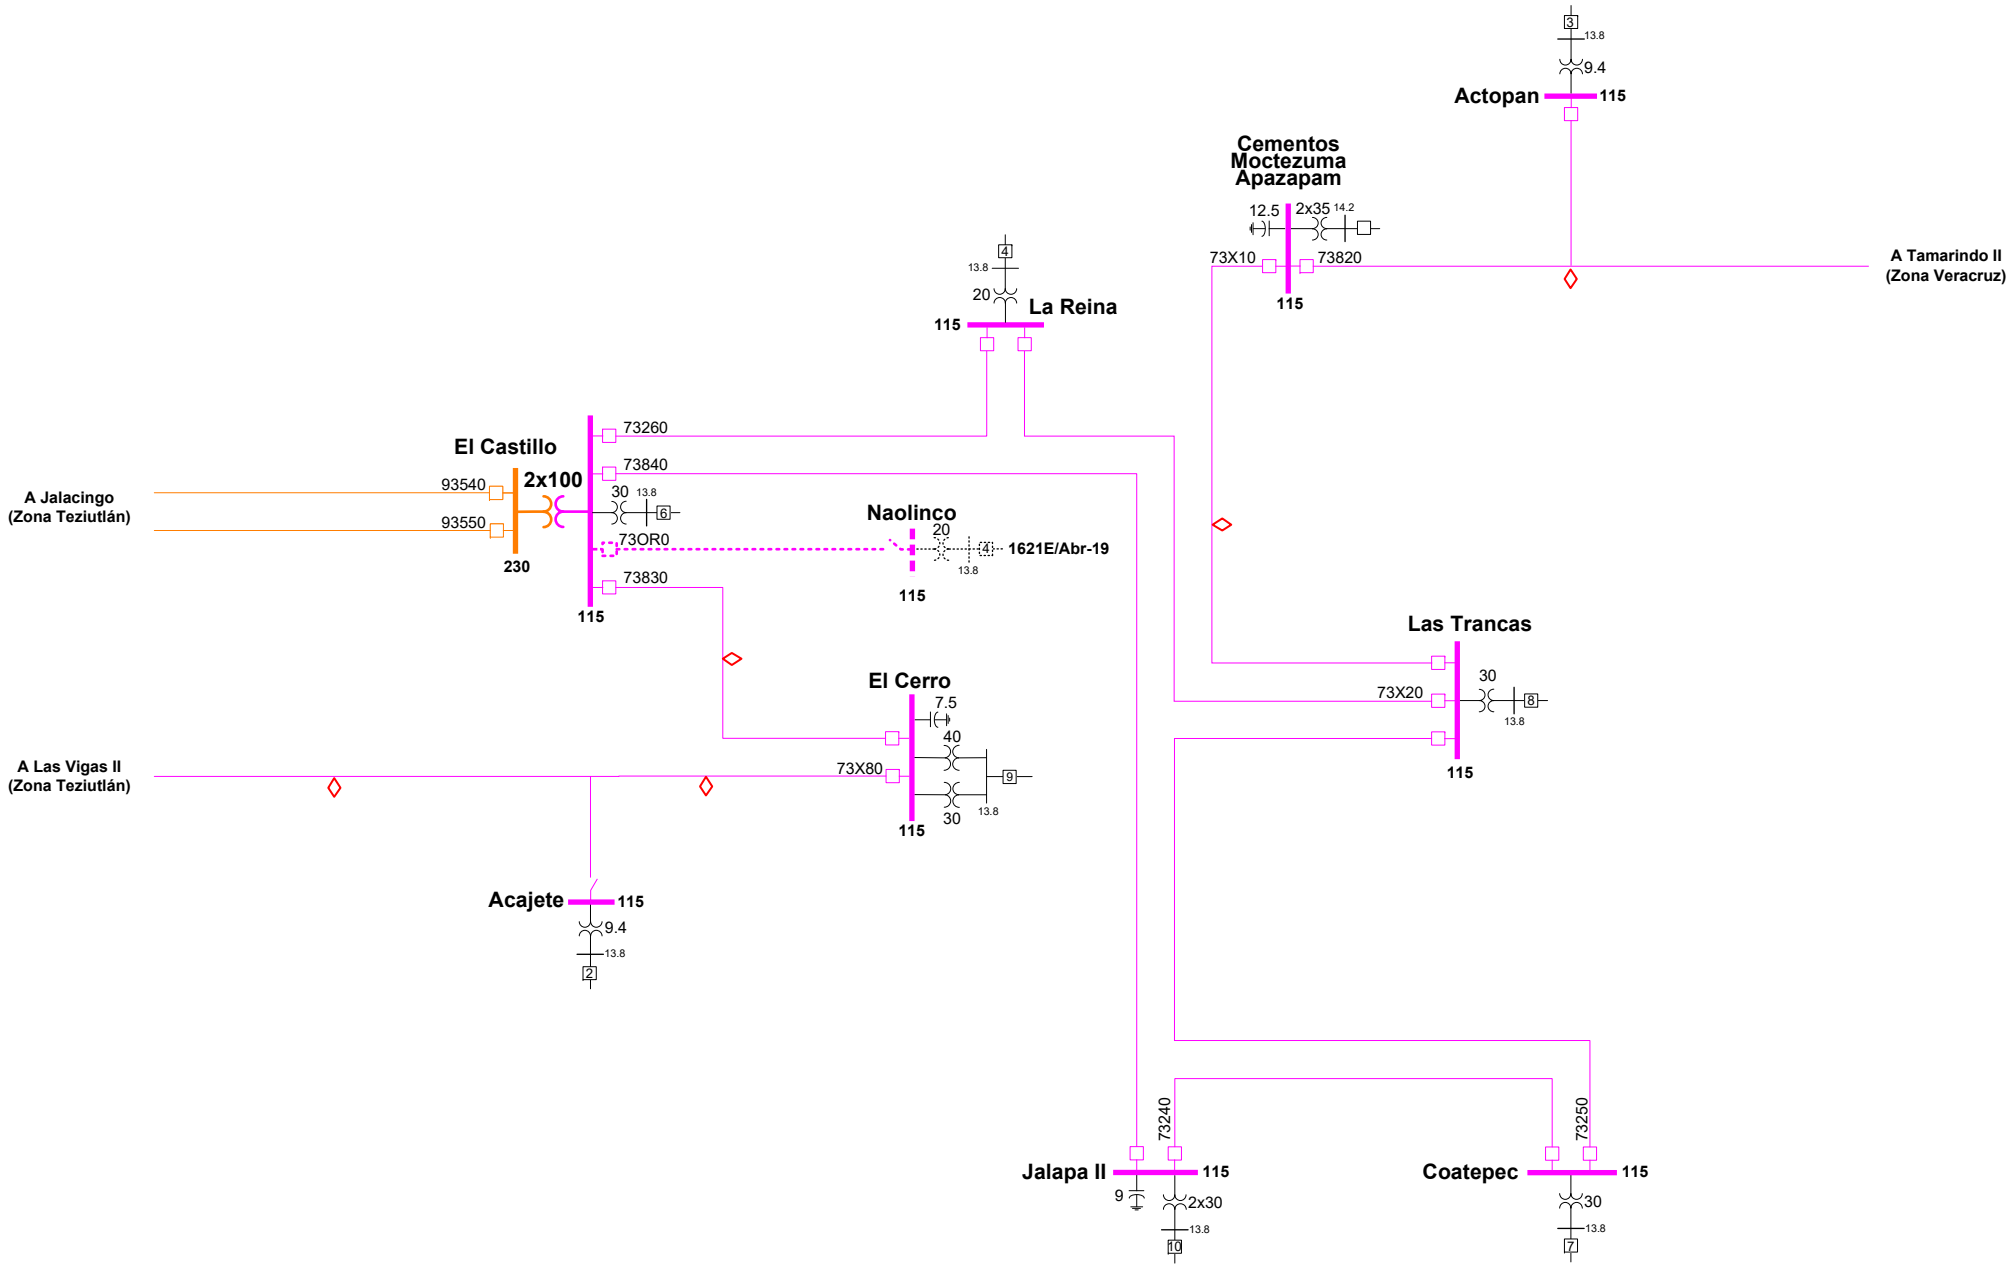 3
13.8
9.4
Actopan
115
Cementos
Moctezuma
Apazapam
12.5
2x35
14.2
73X10
73820
115
A Tamarindo II
(Zona Veracruz)
4
13.8
20
La Reina
115
El Castillo
2x100
93540
93550
230
A Jalacingo
(Zona Teziutlán)
73260
73840
30
13.8
6
73OR0
73830
115
Naolinco
20
4
13.8
1621E/Abr-19
115
Las Trancas
73X20
30
13.8
8
115
El Cerro
7.5
40
73X80
9
30
13.8
115
A Las Vigas II
(Zona Teziutlán)
Acajete
115
9.4
13.8
2
73240
73250
Jalapa II
115
9
2x30
13.8
10
Coatepec
115
30
13.8
7